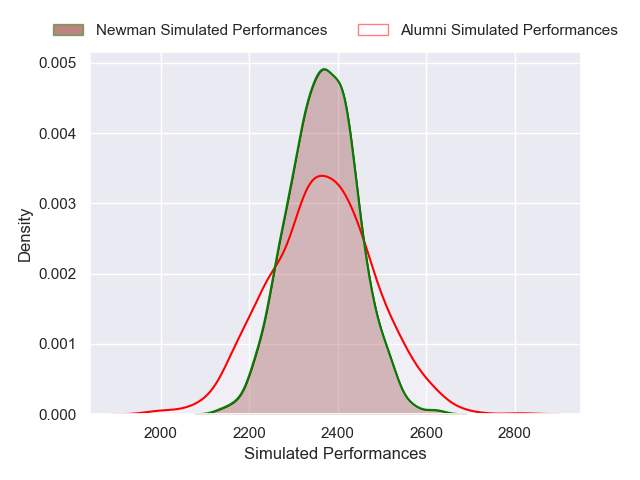 Newman Simulated Performances Alumni Simulated Performances
0.005
0.004
0.003
0.002
0.001
0.000
Density
2000 2200 2400 2600 2800
Simulated Performances